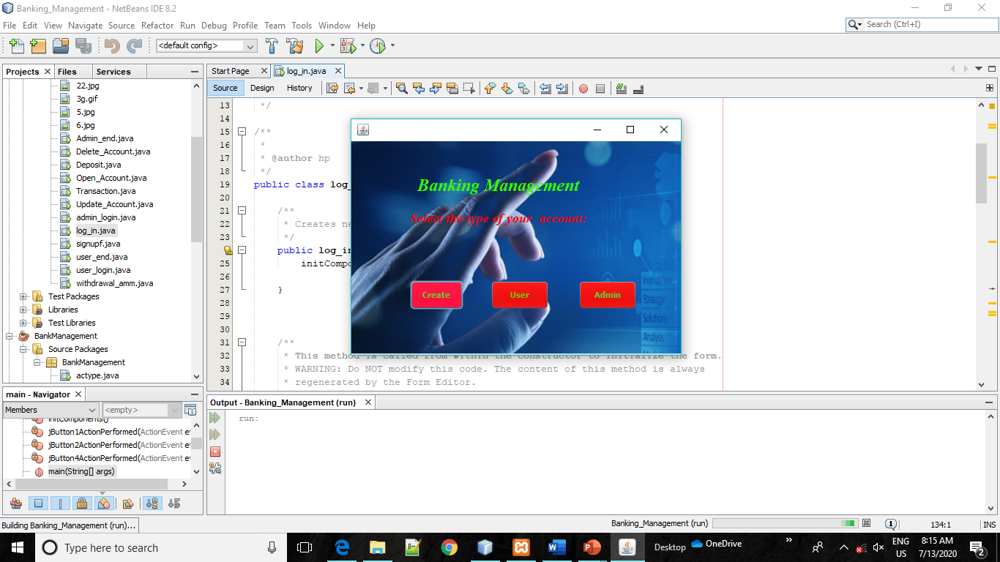 Banking_Management - NetBeans IDE 8.2
File Edit View Navigate Source Refactor Run Debug Profile Team Tools Window Help
Search (Ctrl+I)
<default config>
Projects Files Services
22.jpg
3g.gif
5.jpg
6.jpg
Admin_end.java
Delete_Account.java
Deposit.java
Open_Account.java
Transaction.java
Update_Account.java
admin_login.java
log_in.java
signupf.java
user_end.java
user_login.java
withdrawal_amm.java
Test Packages
Libraries
Test Libraries
BankManagement
Source Packages
BankManagement
actype.java
main - Navigator
Members <empty>
initComponents()
jButton1ActionPerformed(ActionEvent ev
jButton2ActionPerformed(ActionEvent ev
jButton4ActionPerformed(ActionEvent ev
main(String[] args)
Building Banking_Management (run)...
Start Page log_in.java
Source Design History
13 */
14
15 /**
16 *
17 * @author hp
18 */
19 public class log_
20
21 /**
22 * Creates ne
23 */
public log_in
25 initCompo
26
27 }
28
29
30
31 /**
32 * This method is called from within the constructor to initialize the form.
33 * WARNING: Do NOT modify this code. The content of this method is always
34 * regenerated by the Form Editor.
Banking Management
Select the type of your account:
Create User Admin
Innovation
Strategy
Solutions
Analysis
Output - Banking_Management (run)
run:
Banking_Management (run) 1 134:1 INS
Type here to search
Desktop OneDrive
ENG
US
8:15 AM
7/13/2020
2